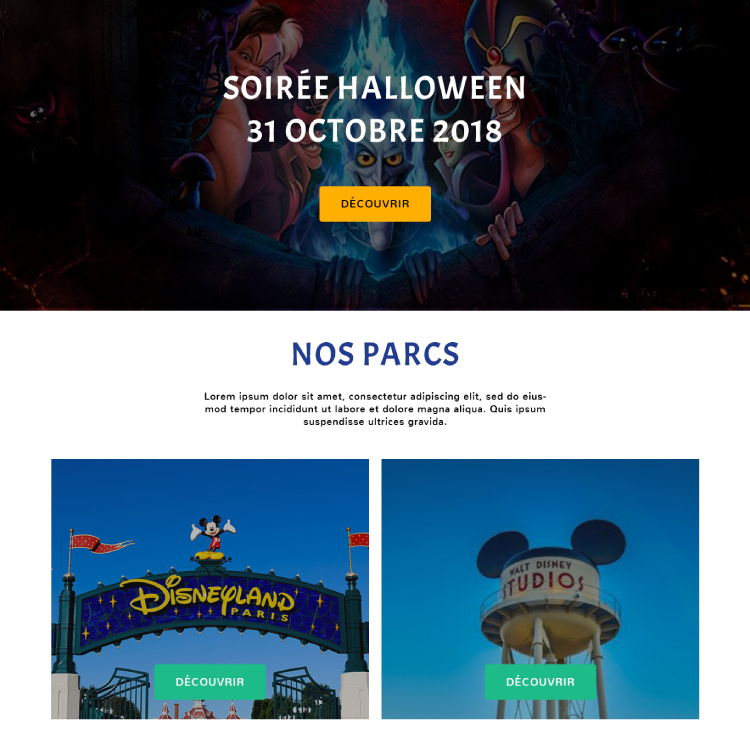 SOIRÉE HALLOWEEN
31 OCTOBRE 2018
DÉCOUVRIR
NOS PARCS
Lorem ipsum dolor sit amet, consectetur adipiscing elit, sed do eius-
mod tempor incididunt ut labore et dolore magna aliqua. Quis ipsum
suspendisse ultrices gravida.
DISNEYLAND
PARIS
DÉCOUVRIR
WALT DISNEY
STUDIOS
DÉCOUVRIR